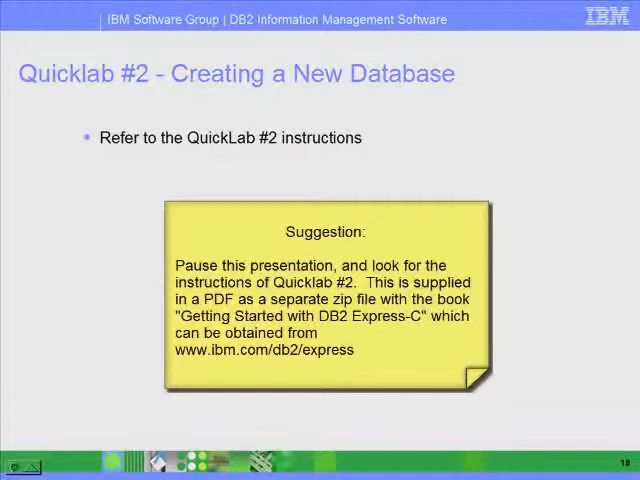 IBM Software Group | DB2 Information Management Software
IBM
Quicklab #2 - Creating a New Database
Refer to the QuickLab #2 instructions
Suggestion:
Pause this presentation, and look for the
instructions of Quicklab #2. This is supplied
in a PDF as a separate zip file with the book
"Getting Started with DB2 Express-C" which
can be obtained from
www.ibm.com/db2/express
18